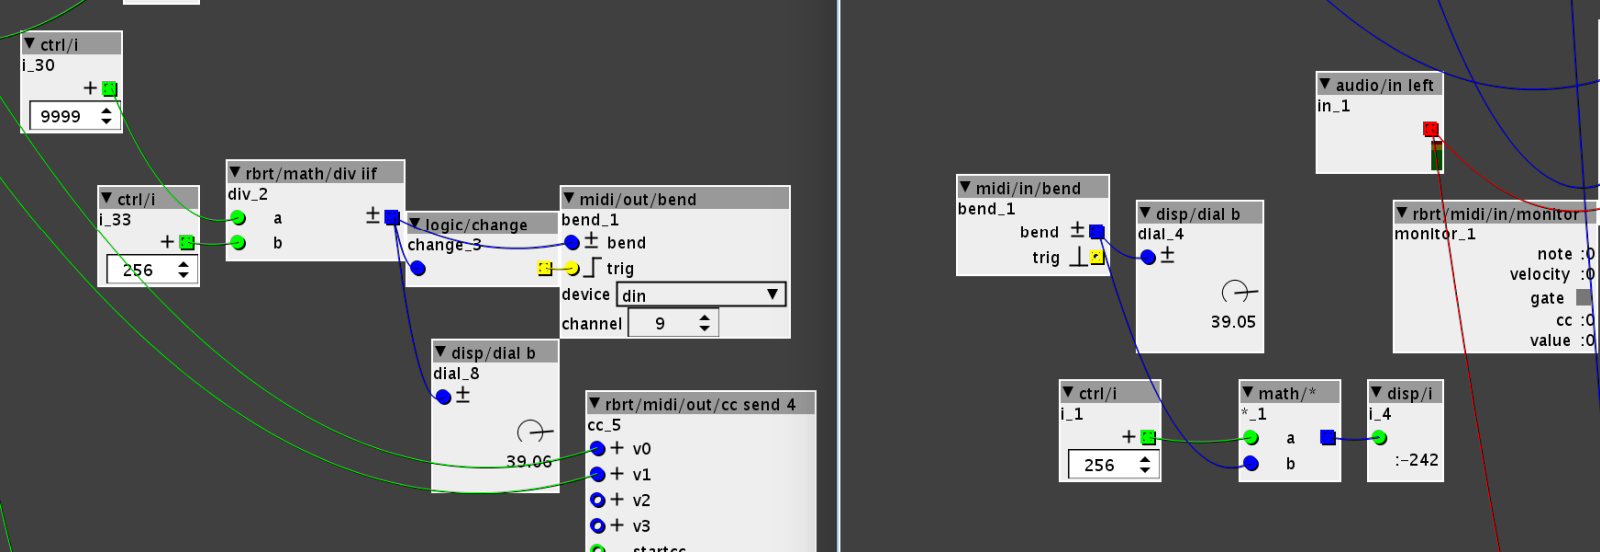 ctrl/i
i_30
+
9999
ctrl/i
i_33
+
256
rbrt/math/div iif
div_2
a ±
b
logic/change
change_3
midi/out/bend
bend_1
± bend
trig
device din
channel 9
disp/dial b
dial_8
±
39.06
rbrt/midi/out/cc send 4
cc_5
+ v0
+ v1
+ v2
+ v3
startcc
midi/in/bend
bend_1
bend ±
trig
disp/dial b
dial_4
±
39.05
audio/in left
in_1
rbrt/midi/in/monitor
monitor_1
note :0
velocity :0
gate
cc :0
value :0
ctrl/i
i_1
+
256
math/*
*_1
a
b
disp/i
i_4
:-242